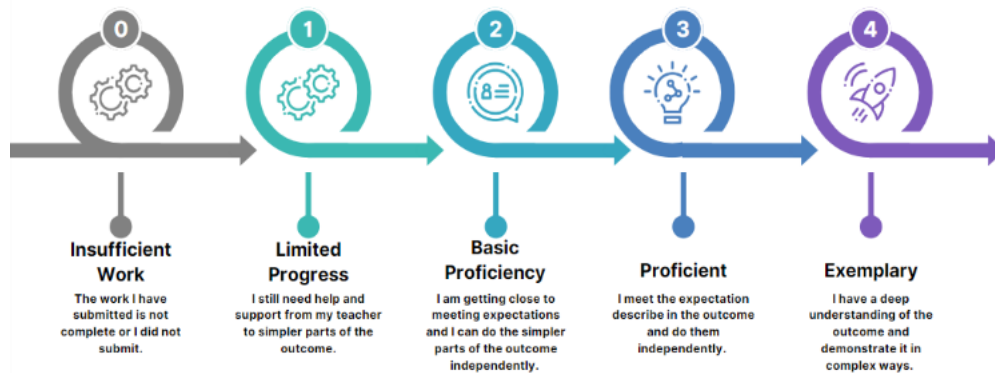 0
1
2
3
4
Insufficient
Work
The work I have
submitted is not
complete or I did not
submit.
Limited
Progress
I still need help and
support from my teacher
to simpler parts of the
outcome.
Basic
Proficiency
I am getting close to
meeting expectations
and I can do the simpler
parts of the outcome
independently.
Proficient
I meet the expectation
describe in the outcome
and do them
independently.
Exemplary
I have a deep
understanding of the
outcome and
demonstrate it in
complex ways.